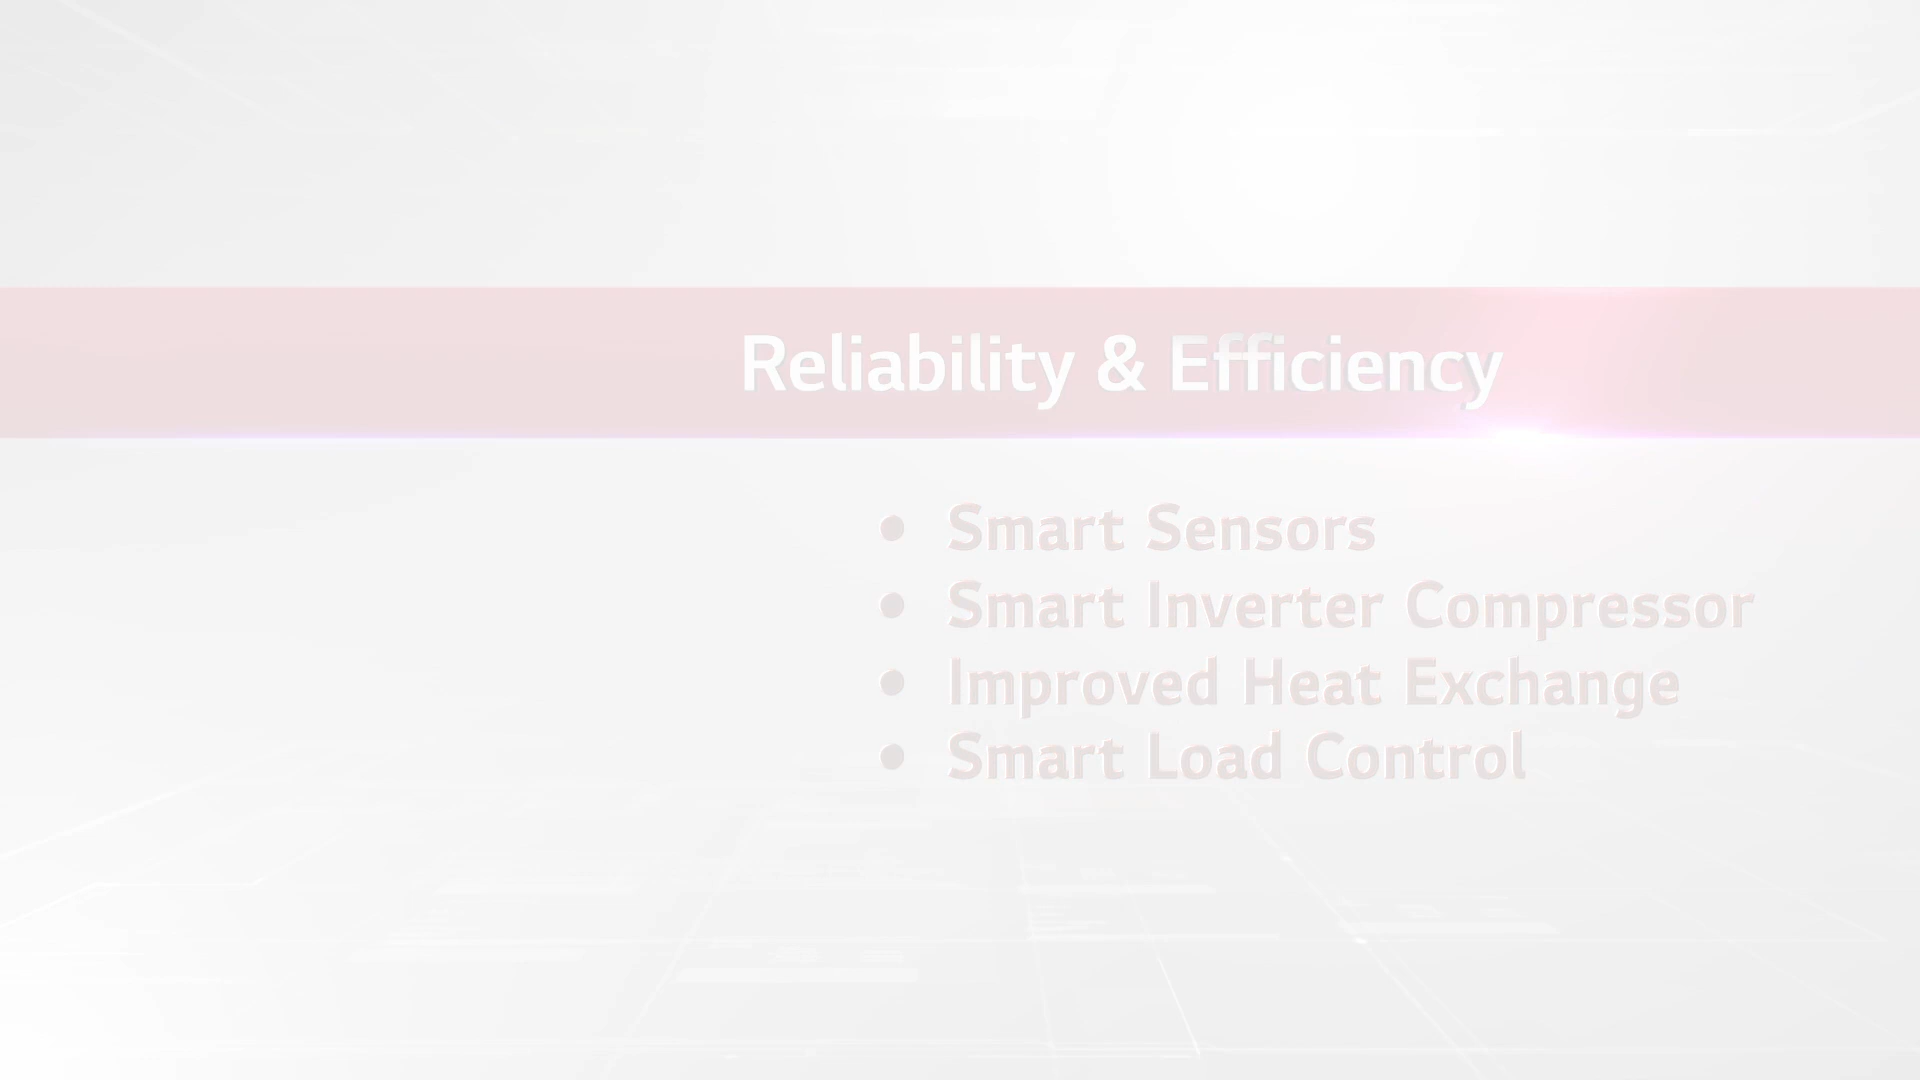 Reliability & Efficiency
• Smart Sensors
• Smart Inverter Compressor
• Improved Heat Exchange
• Smart Load Control